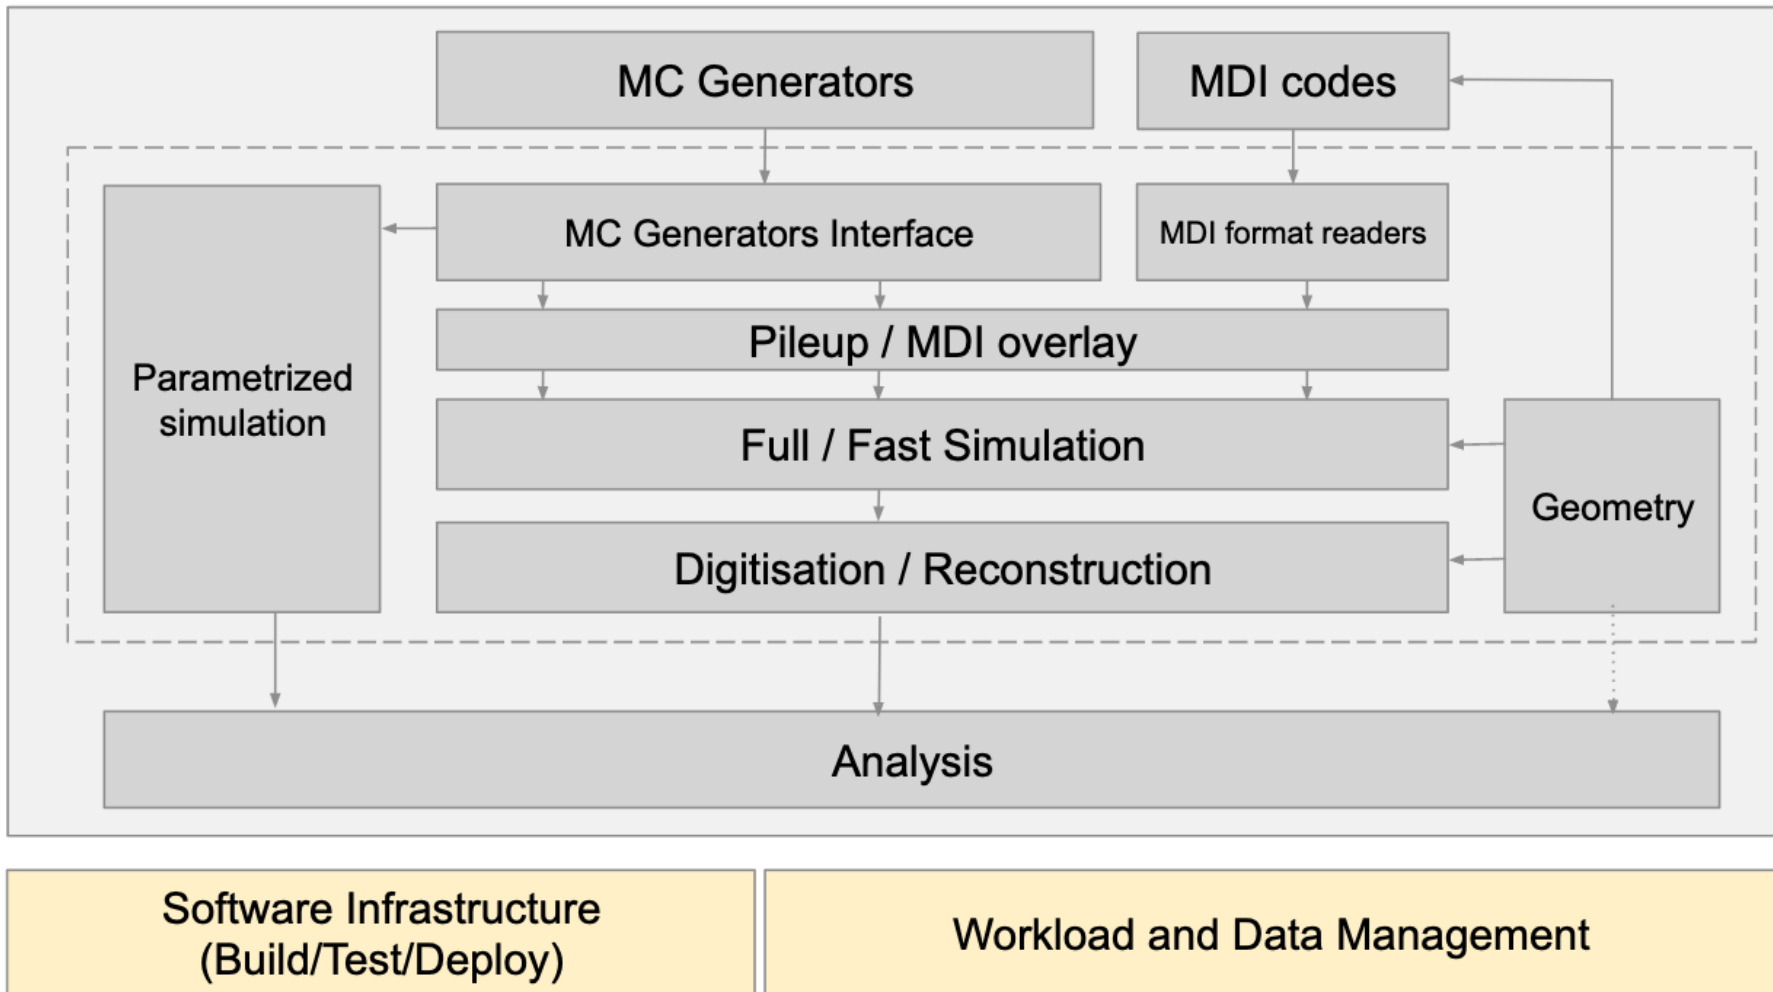 MC Generators
MDI codes
MC Generators Interface
MDI format readers
Pileup / MDI overlay
Parametrized
simulation
Full / Fast Simulation
Geometry
Digitisation / Reconstruction
Analysis
Software Infrastructure
(Build/Test/Deploy)
Workload and Data Management